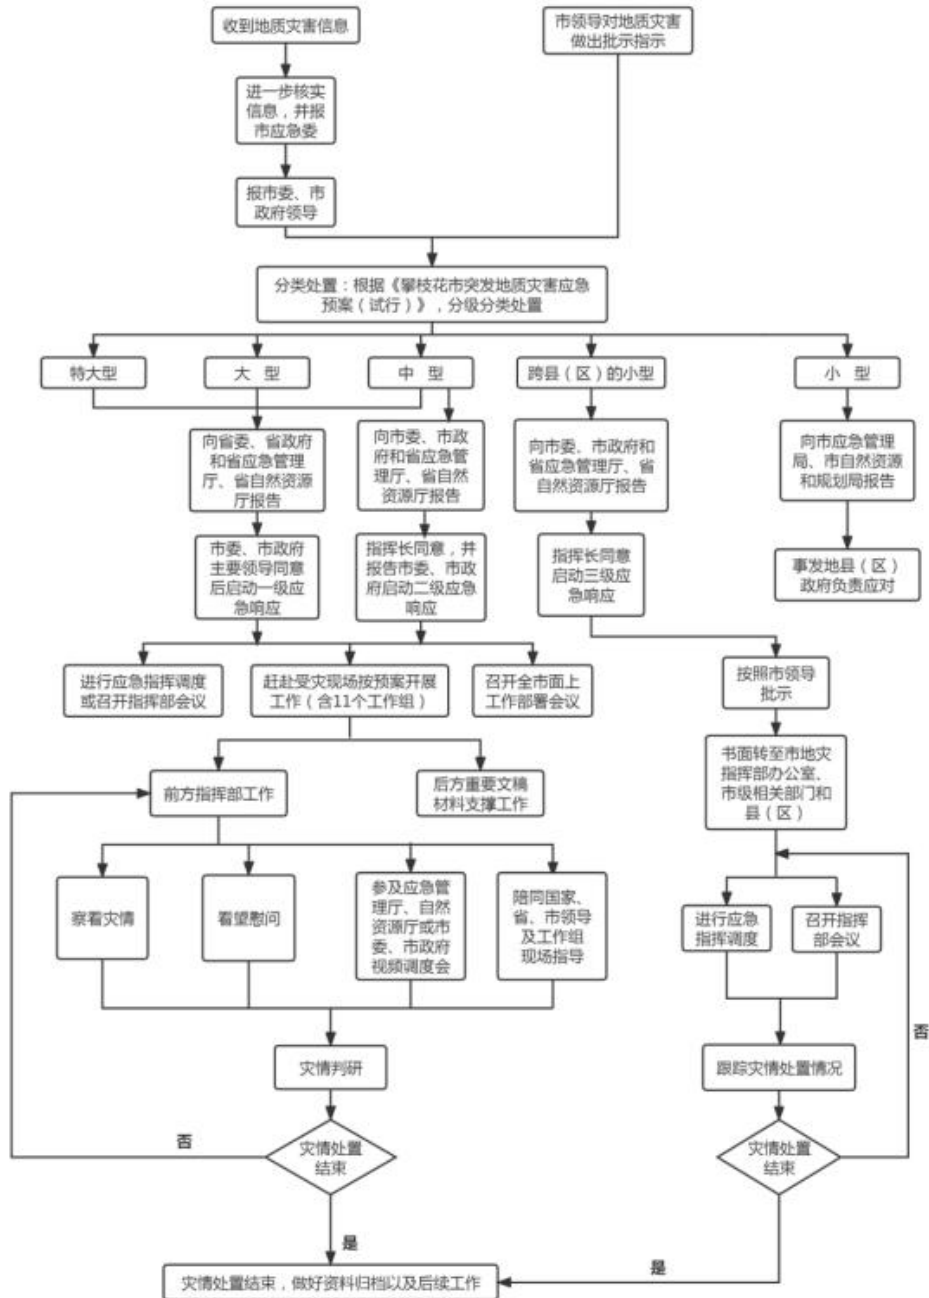 收到地质灾害信息
市领导对地质灾害
做出批示指示
进一步核实
信息，并报
市应急委
报市委、市
政府领导
分类处置：根据《攀枝花市突发地质灾害应急
预案（试行）》，分级分类处置
特大型
大 型
中 型
跨县（区）的小型
小 型
向省委、省政府
和省应急管理
厅、省自然资源
厅报告
向市委、市政
府和省应急管
理厅、省自然
资源厅报告
向市委、市政府和
省应急管理厅、省
自然资源厅报告
向市应急管理
局、市自然资源
和规划局报告
市委、市政府
主要领导同意
后启动一级应
急响应
指挥长同意，并
报告市委、市政
府启动二级应急
响应
指挥长同意
启动三级应
急响应
事发地县（区）
政府负责应对
进行应急指挥调度
或召开指挥部会议
赶赴受灾现场按预案开展
工作（含11个工作组）
召开全市面上
工作部署会议
按照市领导
批示
前方指挥部工作
后方重要文稿
材料支撑工作
书面转至市地灾
指挥部办公室、
市级相关部门和
县（区）
察看灾情
看望慰问
参及应急管
理厅、自然
资源厅或市
委、市政府
视频调度会
陪同国家、
省、市领导
及工作组
现场指导
进行应急
指挥调度
召开指挥
部会议
灾情判研
跟踪灾情处置情况
否
灾情处置
结束
否
灾情处置
结束
是
是
灾情处置结束，做好资料归档以及后续工作